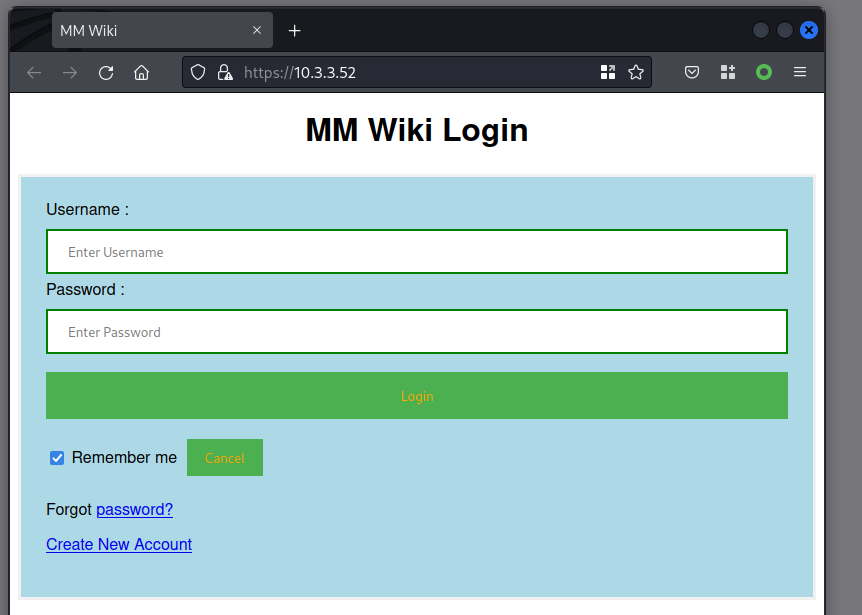 MM Wiki
https://10.3.3.52
MM Wiki Login
Username :
Enter Username
Password :
Enter Password
Login
Remember me Cancel
Forgot password?
Create New Account